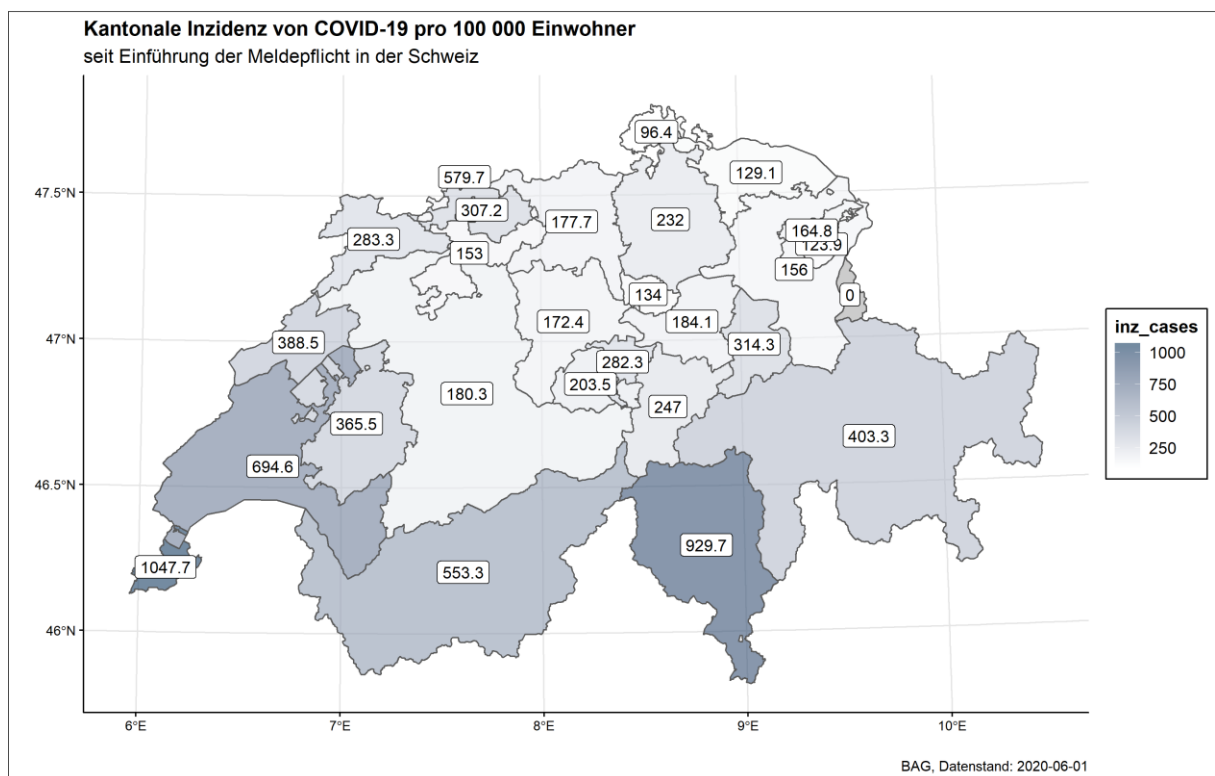 Kantonale Inzidenz von COVID-19 pro 100 000 Einwohner
seit Einführung der Meldepflicht in der Schweiz
96.4
129.1
579.7
47.5°N
307.2
177.7
232
164.8
283.3
153
123.9
156
134
0
172.4
184.1
47°N
388.5
314.3
282.3
203.5
180.3
247
365.5
403.3
694.6
46.5°N
929.7
1047.7
553.3
46°N
6°E
7°E
8°E
9°E
10°E
inz_cases
1000
750
500
250
BAG, Datenstand: 2020-06-01